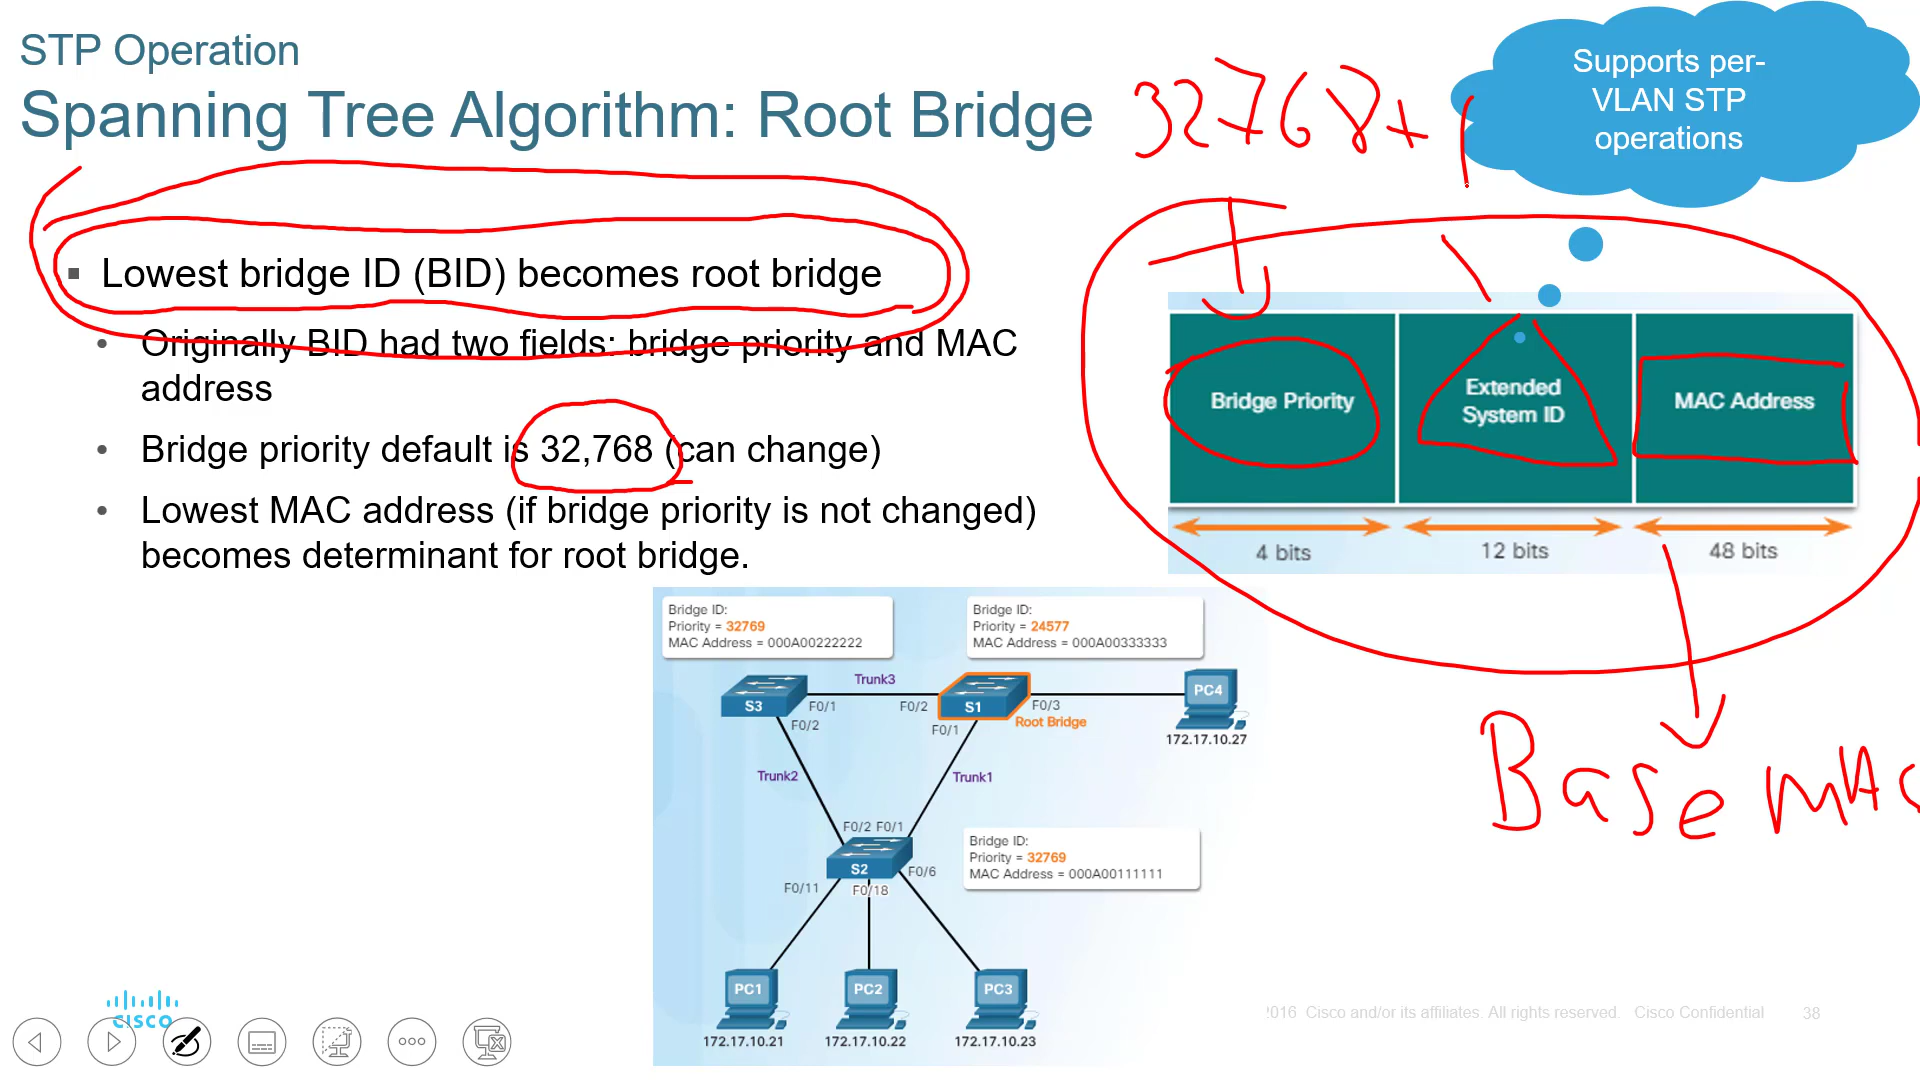 STP Operation
Spanning Tree Algorithm: Root Bridge
32768+1
Supports per-
VLAN STP
operations
▪ Lowest bridge ID (BID) becomes root bridge
• Originally BID had two fields: bridge priority and MAC
address
• Bridge priority default is 32,768 (can change)
• Lowest MAC address (if bridge priority is not changed)
becomes determinant for root bridge.
Bridge Priority
Extended
System ID
MAC Address
4 bits
12 bits
48 bits
Base MAC
Bridge ID:
Priority = 32769
MAC Address = 000A00222222
Bridge ID:
Priority = 24577
MAC Address = 000A00333333
Trunk3
S3
F0/1
F0/2
S1
F0/3
PC4
F0/2
F0/1
Root Bridge
172.17.10.27
Trunk2
Trunk1
F0/2 F0/1
S2
F0/6
F0/11
F0/18
Bridge ID:
Priority = 32769
MAC Address = 000A00111111
PC1
PC2
PC3
172.17.10.21
172.17.10.22
172.17.10.23
CISCO
2016 Cisco and/or its affiliates. All rights reserved. Cisco Confidential
38